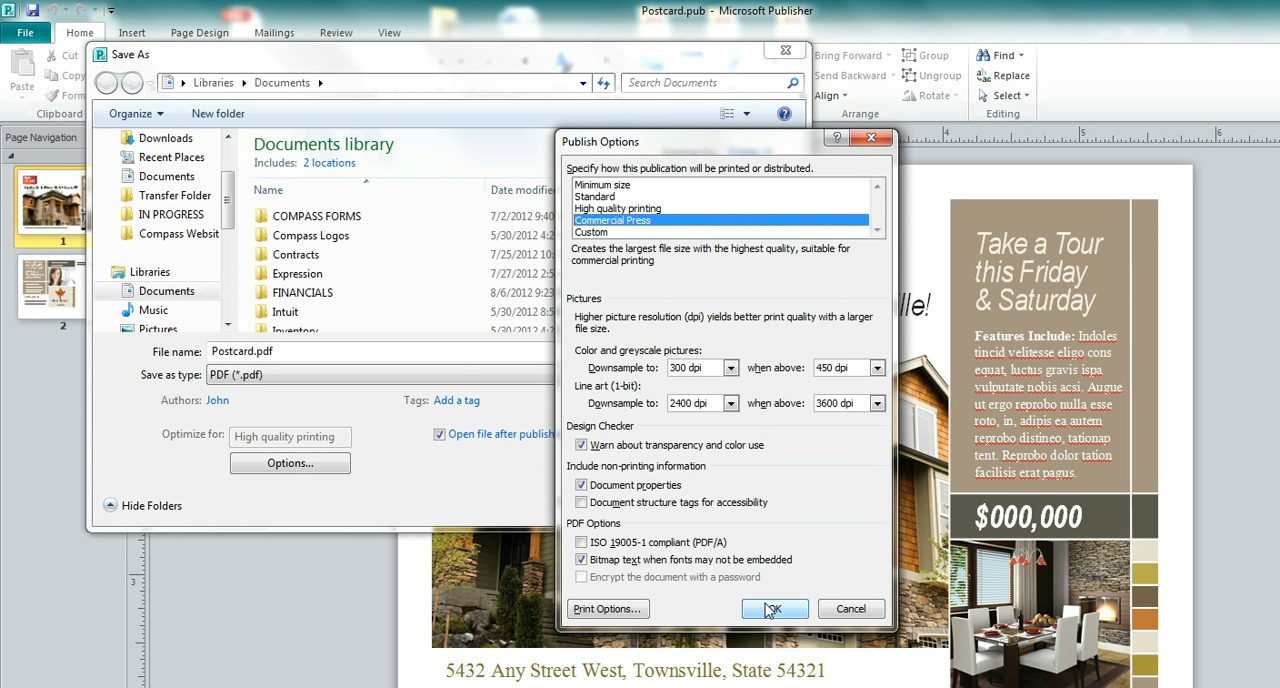 Postcard.pub - Microsoft Publisher
File Home Insert Page Design Mailings Review View
Paste
Cut
Copy
Clipboard
Bring Forward
Send Backward
Align
Group
Ungroup
Rotate
Arrange
Find
Replace
Select
Editing
Page Navigation
1
2
Save As
Libraries Documents
Search Documents
Organize New folder
Downloads
Recent Places
Documents
Transfer Folder
IN PROGRESS
Compass Websit
Libraries
Documents
Music
Pictures
Documents library
Includes: 2 locations
Name Date modifie
COMPASS FORMS 7/2/2012 9:40
Compass Logos 5/30/2012 4:2
Contracts 7/25/2012 10:
Expression 7/27/2012 2:5
FINANCIALS 8/6/2012 9:23
Intuit 5/30/2012 8:5
Inventory 5/30/2012 4:2
File name: Postcard.pdf
Save as type: PDF (*.pdf)
Authors: John Tags: Add a tag
Optimize for: High quality printing
Open file after publish
Options...
Hide Folders
Publish Options
Specify how this publication will be printed or distributed.
Minimum size
Standard
High quality printing
Commercial Press
Custom
Creates the largest file size with the highest quality, suitable for
commercial printing
Pictures
Higher picture resolution (dpi) yields better print quality with a larger
file size.
Color and greyscale pictures:
Downsample to: 300 dpi when above: 450 dpi
Line art (1-bit):
Downsample to: 2400 dpi when above: 3600 dpi
Design Checker
Warn about transparency and color use
Include non-printing information
Document properties
Document structure tags for accessibility
PDF Options
ISO 19005-1 compliant (PDF/A)
Bitmap text when fonts may not be embedded
Encrypt the document with a password
Print Options... OK Cancel
4 5 6
3
lle!
Take a Tour
this Friday
& Saturday
Features Include: Indoles
tincid velitesse eligo cons
equat, luctus gravis ispa
vulputate nobis acsi. Augue
ut ergo reprobo nulla esse
roto, in, adipis ea autem
reprobo distineo, tationap
tent. Reprobo dolor tation
facilisis erat pagus.
$000,000
5432 Any Street West, Townsville, State 54321